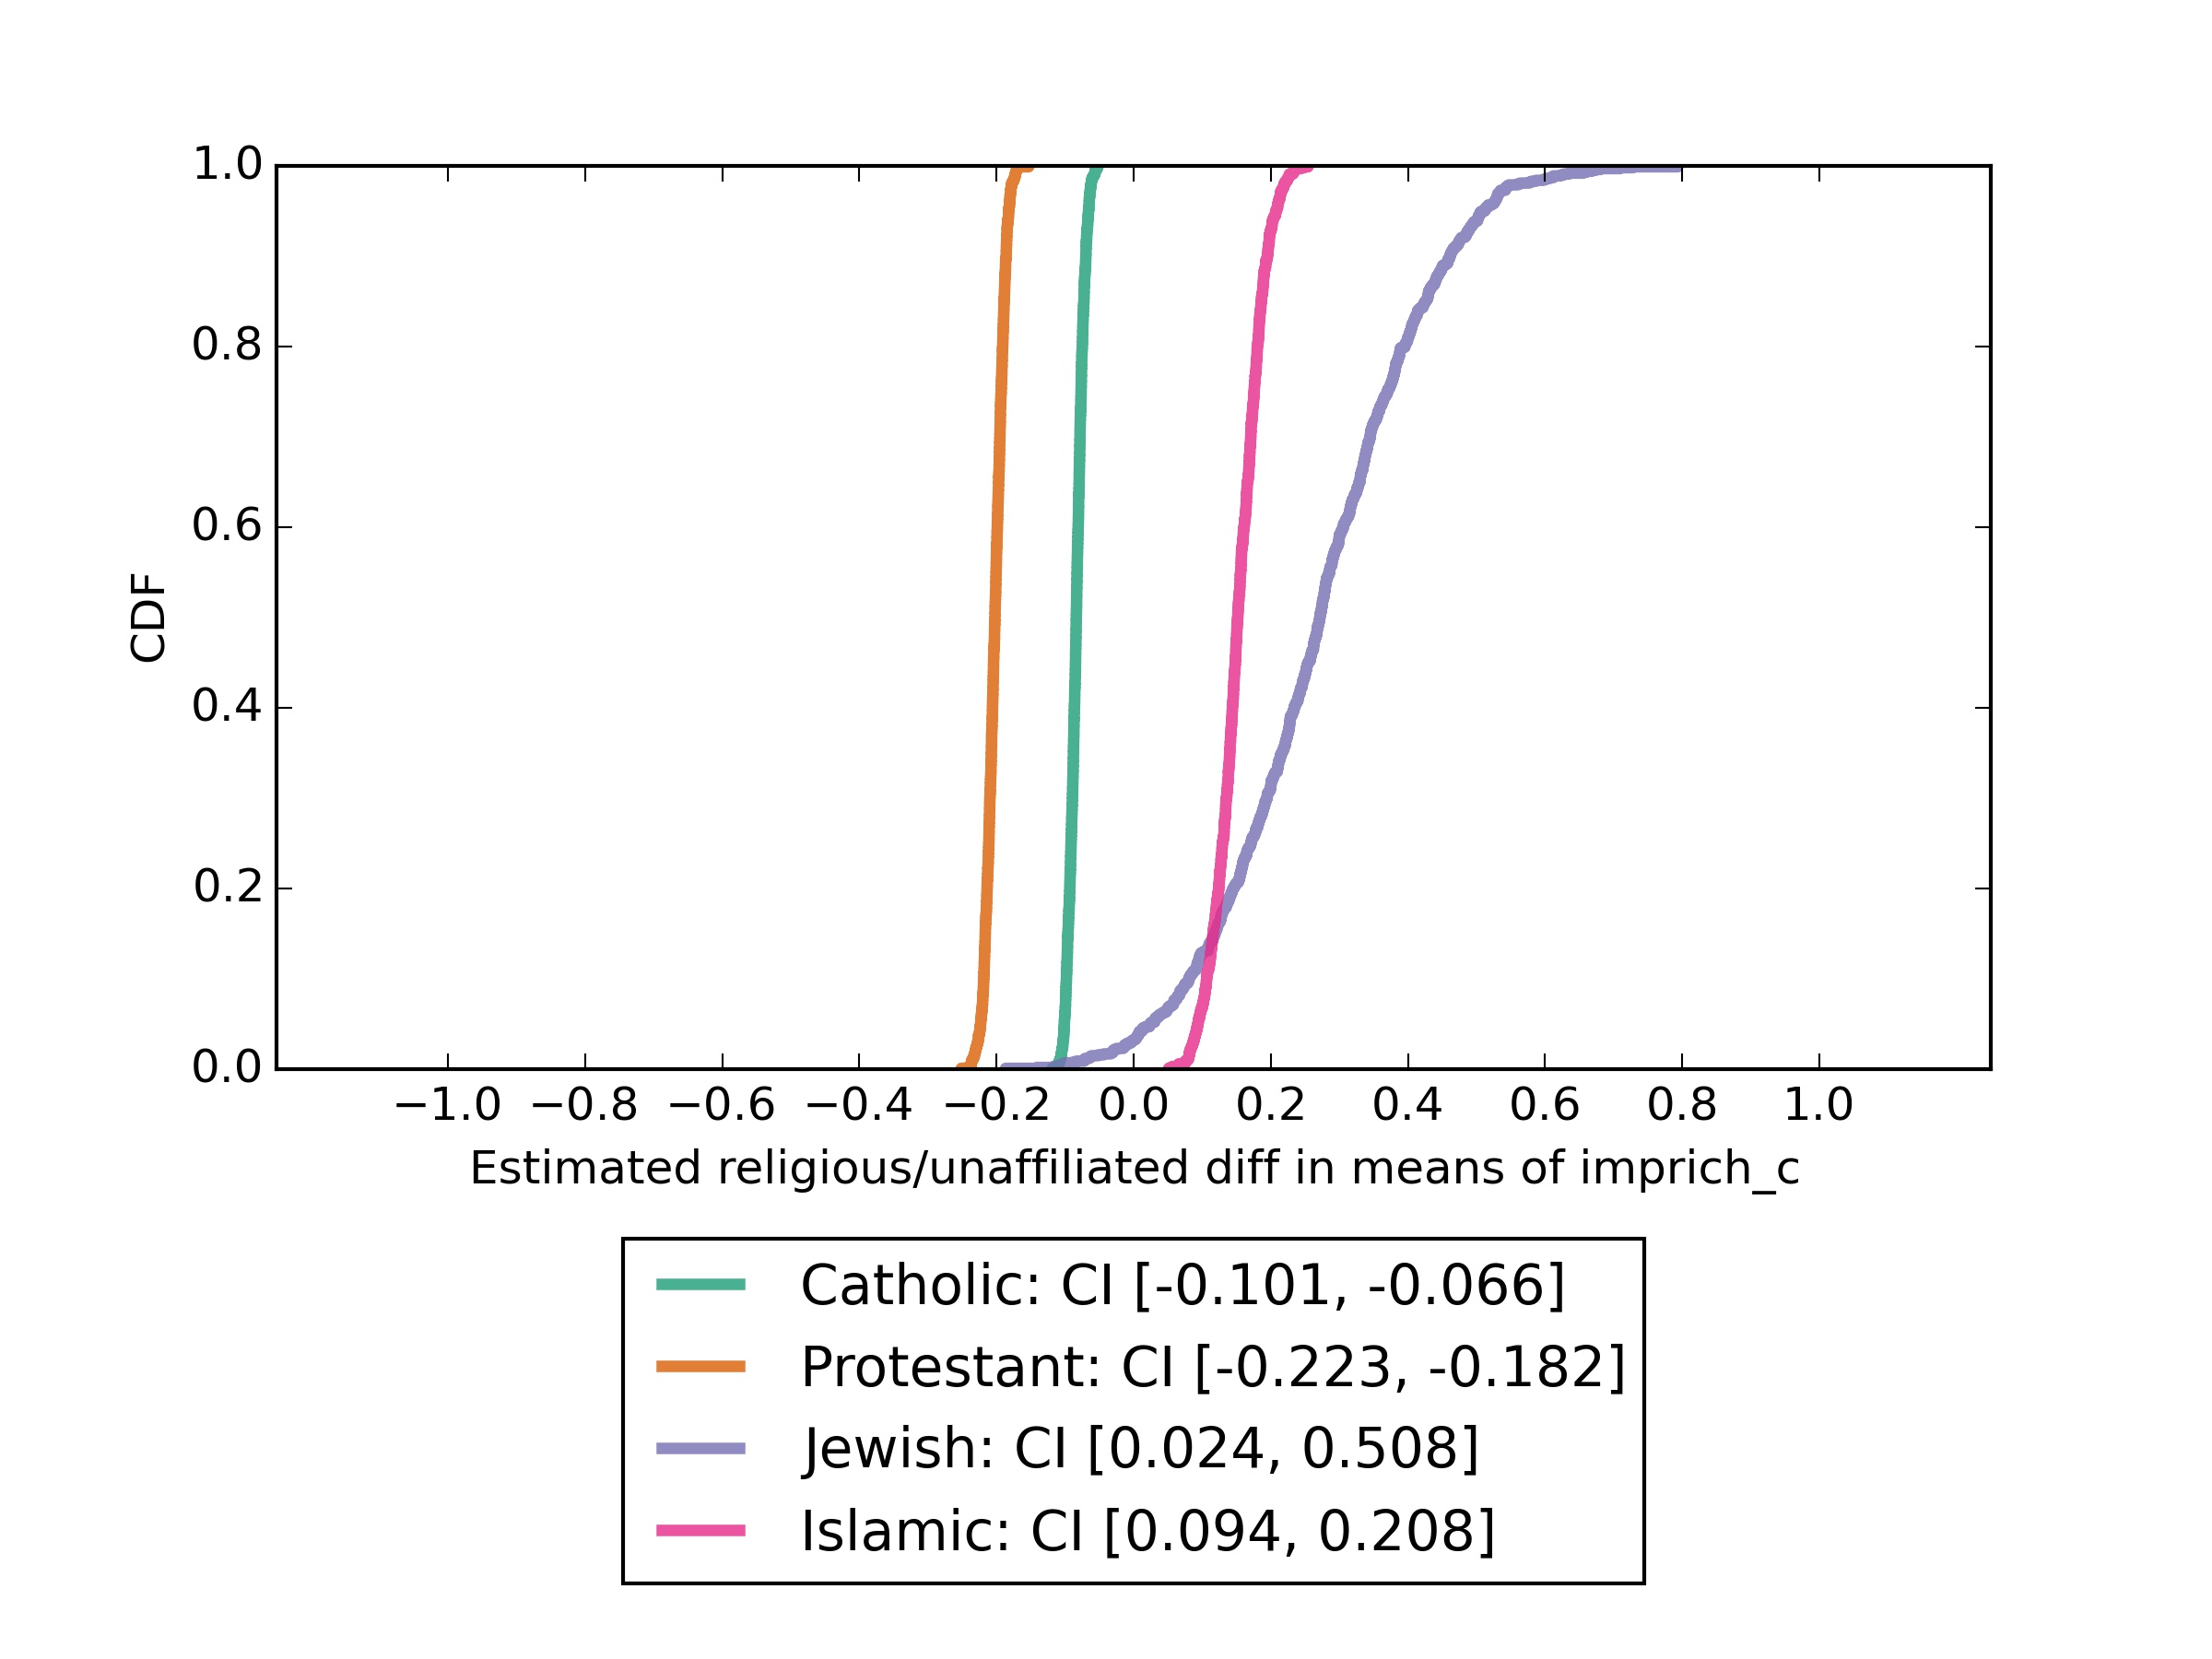 1.0
0.8
0.6
0.4
0.2
0.0
CDF
−1.0 −0.8 −0.6 −0.4 −0.2 0.0 0.2 0.4 0.6 0.8 1.0
Estimated religious/unaffiliated diff in means of imprich_c
Catholic: CI [-0.101, -0.066]
Protestant: CI [-0.223, -0.182]
Jewish: CI [0.024, 0.508]
Islamic: CI [0.094, 0.208]